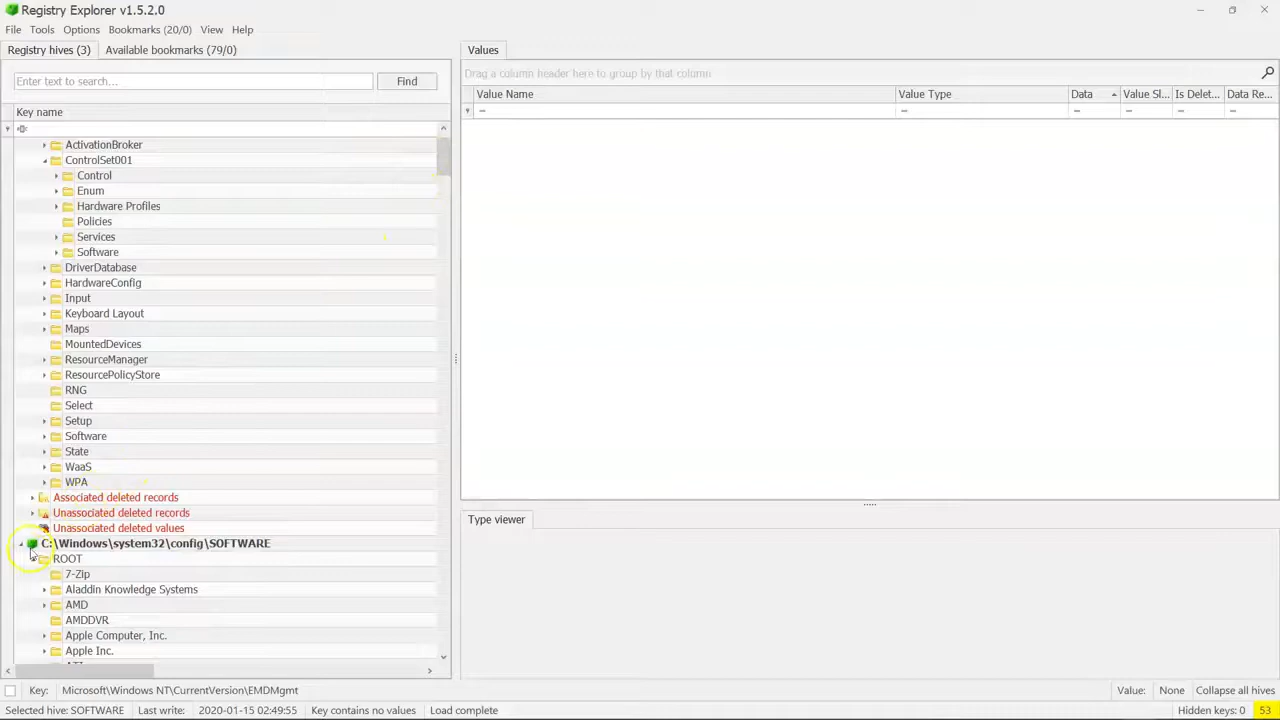 Registry Explorer v1.5.2.0
File Tools Options Bookmarks (20/0) View Help
Registry hives (3) Available bookmarks (79/0)
Values
Enter text to search...
Find
Drag a column header here to group by that column
Key name
Value Name Value Type Data Value Sl... Is Delet... Data Re...
ActivationBroker
ControlSet001
Control
Enum
Hardware Profiles
Policies
Services
Software
DriverDatabase
HardwareConfig
Input
Keyboard Layout
Maps
MountedDevices
ResourceManager
ResourcePolicyStore
RNG
Select
Setup
Software
State
WaaS
WPA
Associated deleted records
Unassociated deleted records
Unassociated deleted values
C:\Windows\system32\config\SOFTWARE
ROOT
7-Zip
Aladdin Knowledge Systems
AMD
AMDDVR
Apple Computer, Inc.
Apple Inc.
Type viewer
Key: Microsoft\Windows NT\CurrentVersion\EMDMgmt
Value: None Collapse all hives
Selected hive: SOFTWARE Last write: 2020-01-15 02:49:55 Key contains no values Load complete
Hidden keys: 0 53